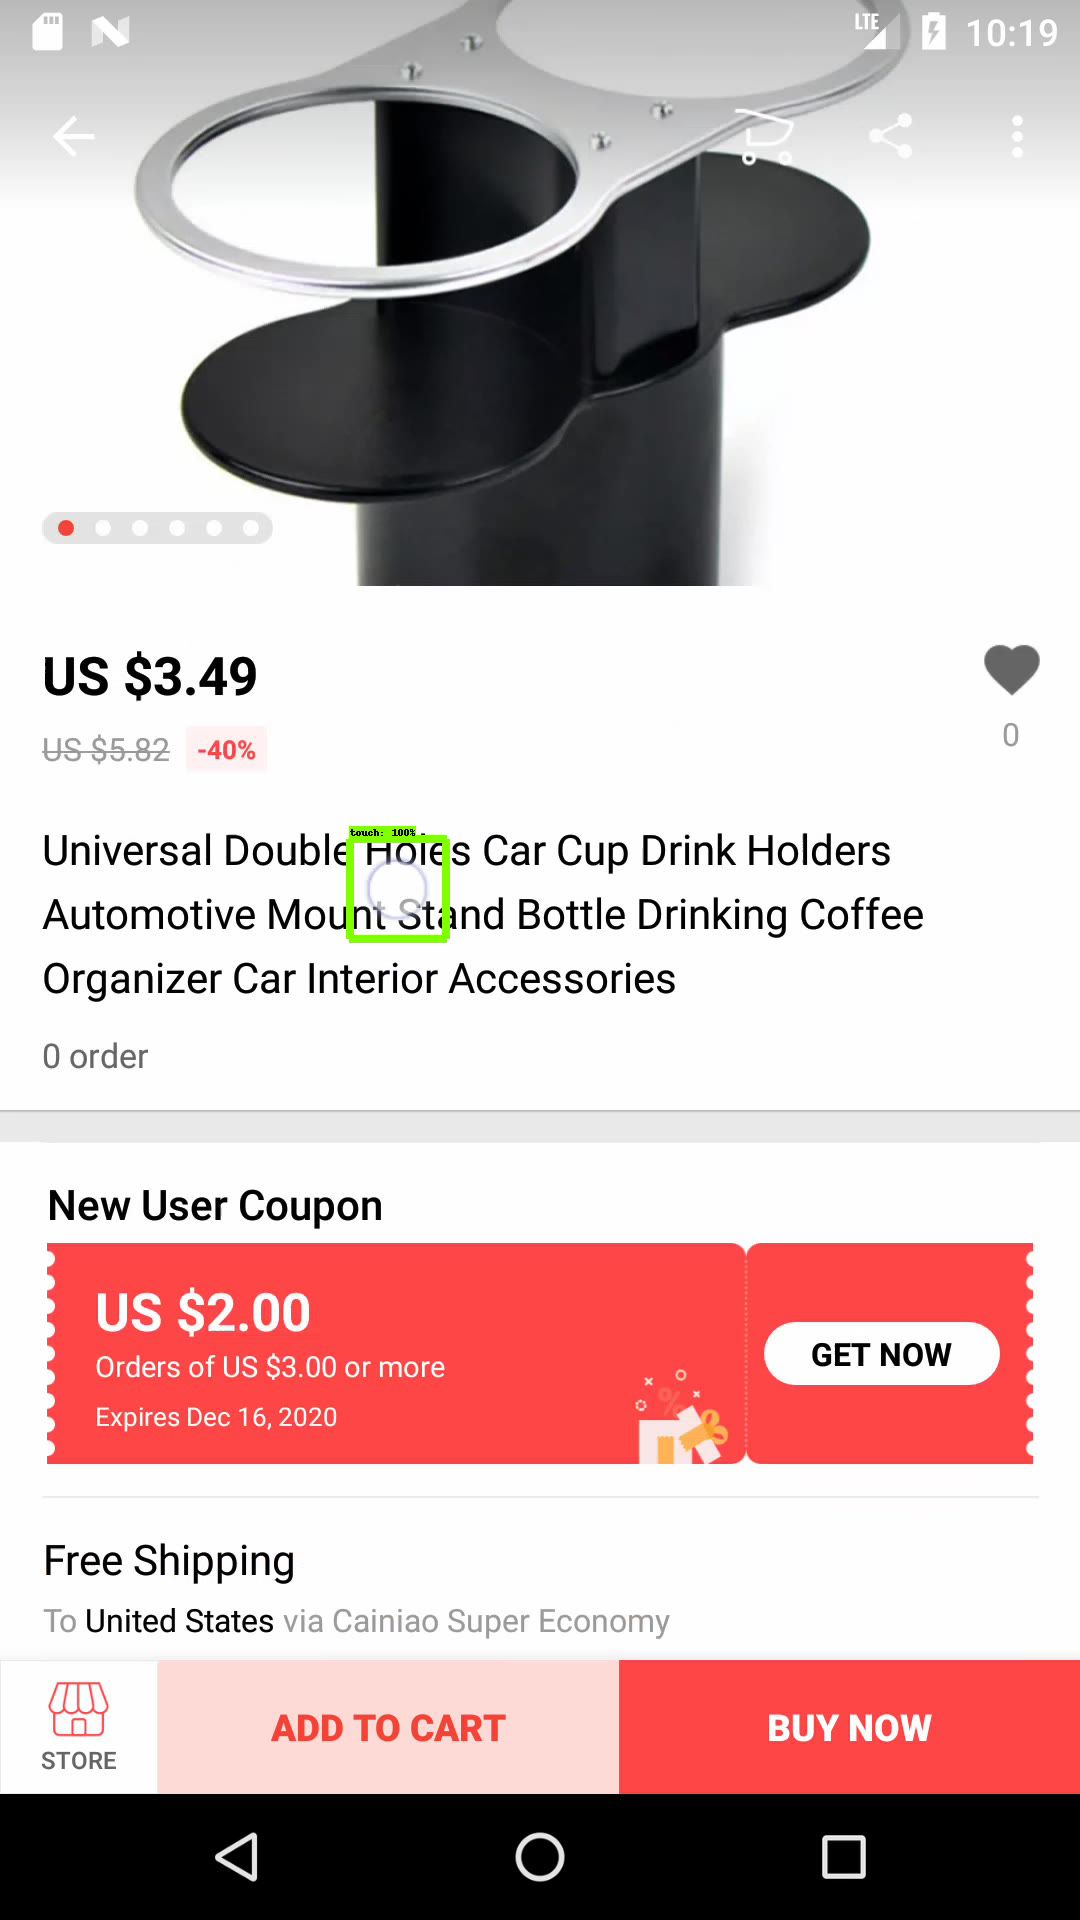 LTE 10:19
US $3.49
US $5.82 -40%
0
touch: 100%
Universal Double Holes Car Cup Drink Holders
Automotive Mount Stand Bottle Drinking Coffee
Organizer Car Interior Accessories
0 order
New User Coupon
US $2.00
Orders of US $3.00 or more
Expires Dec 16, 2020
%
GET NOW
Free Shipping
To United States via Cainiao Super Economy
STORE
ADD TO CART
BUY NOW